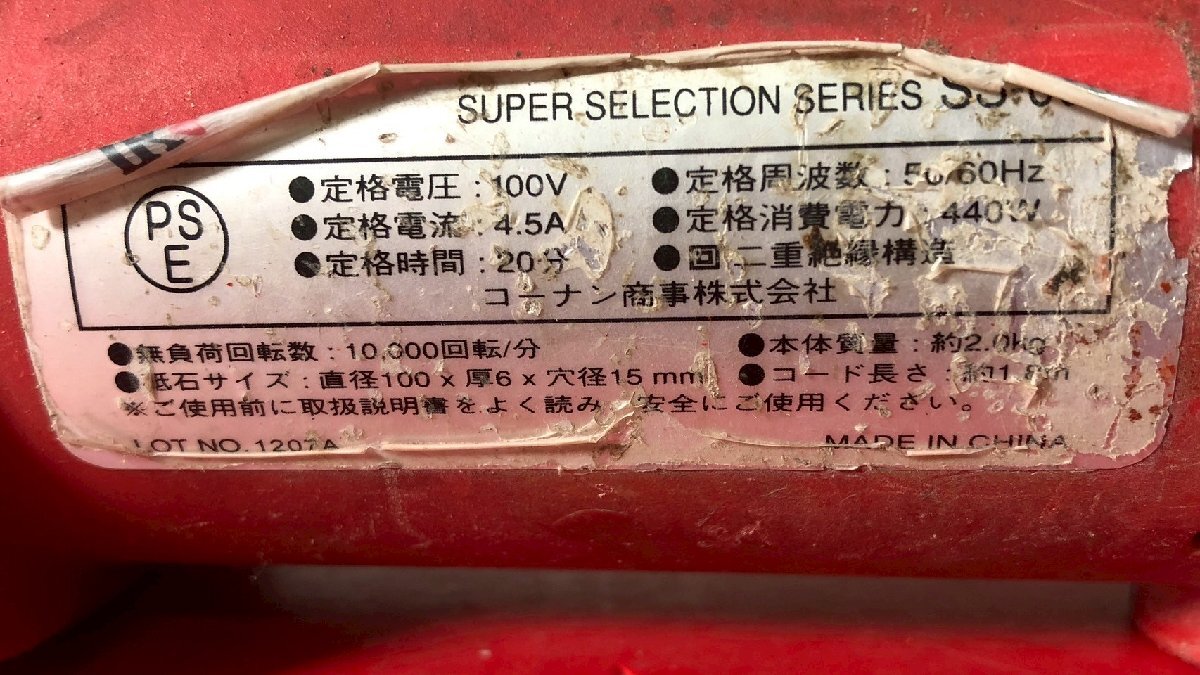 SUPER SELECTION SERIES
PS
E
●定格電圧:100V ●定格周波数:50/60Hz
●定格電流:4.5A ●定格消費電力:440W
●定格時間:20分 ●回二重絶縁構造
コーナン商事株式会社
●無負荷回転数:10,000回転/分 ●本体質量:約2.0kg
●砥石サイズ:直径100x厚6x穴径15mm ●コード長さ:約1.8m
※ご使用前に取扱説明書をよく読み 安全にご使用ください。
LOT NO. 1207A MADE IN CHINA